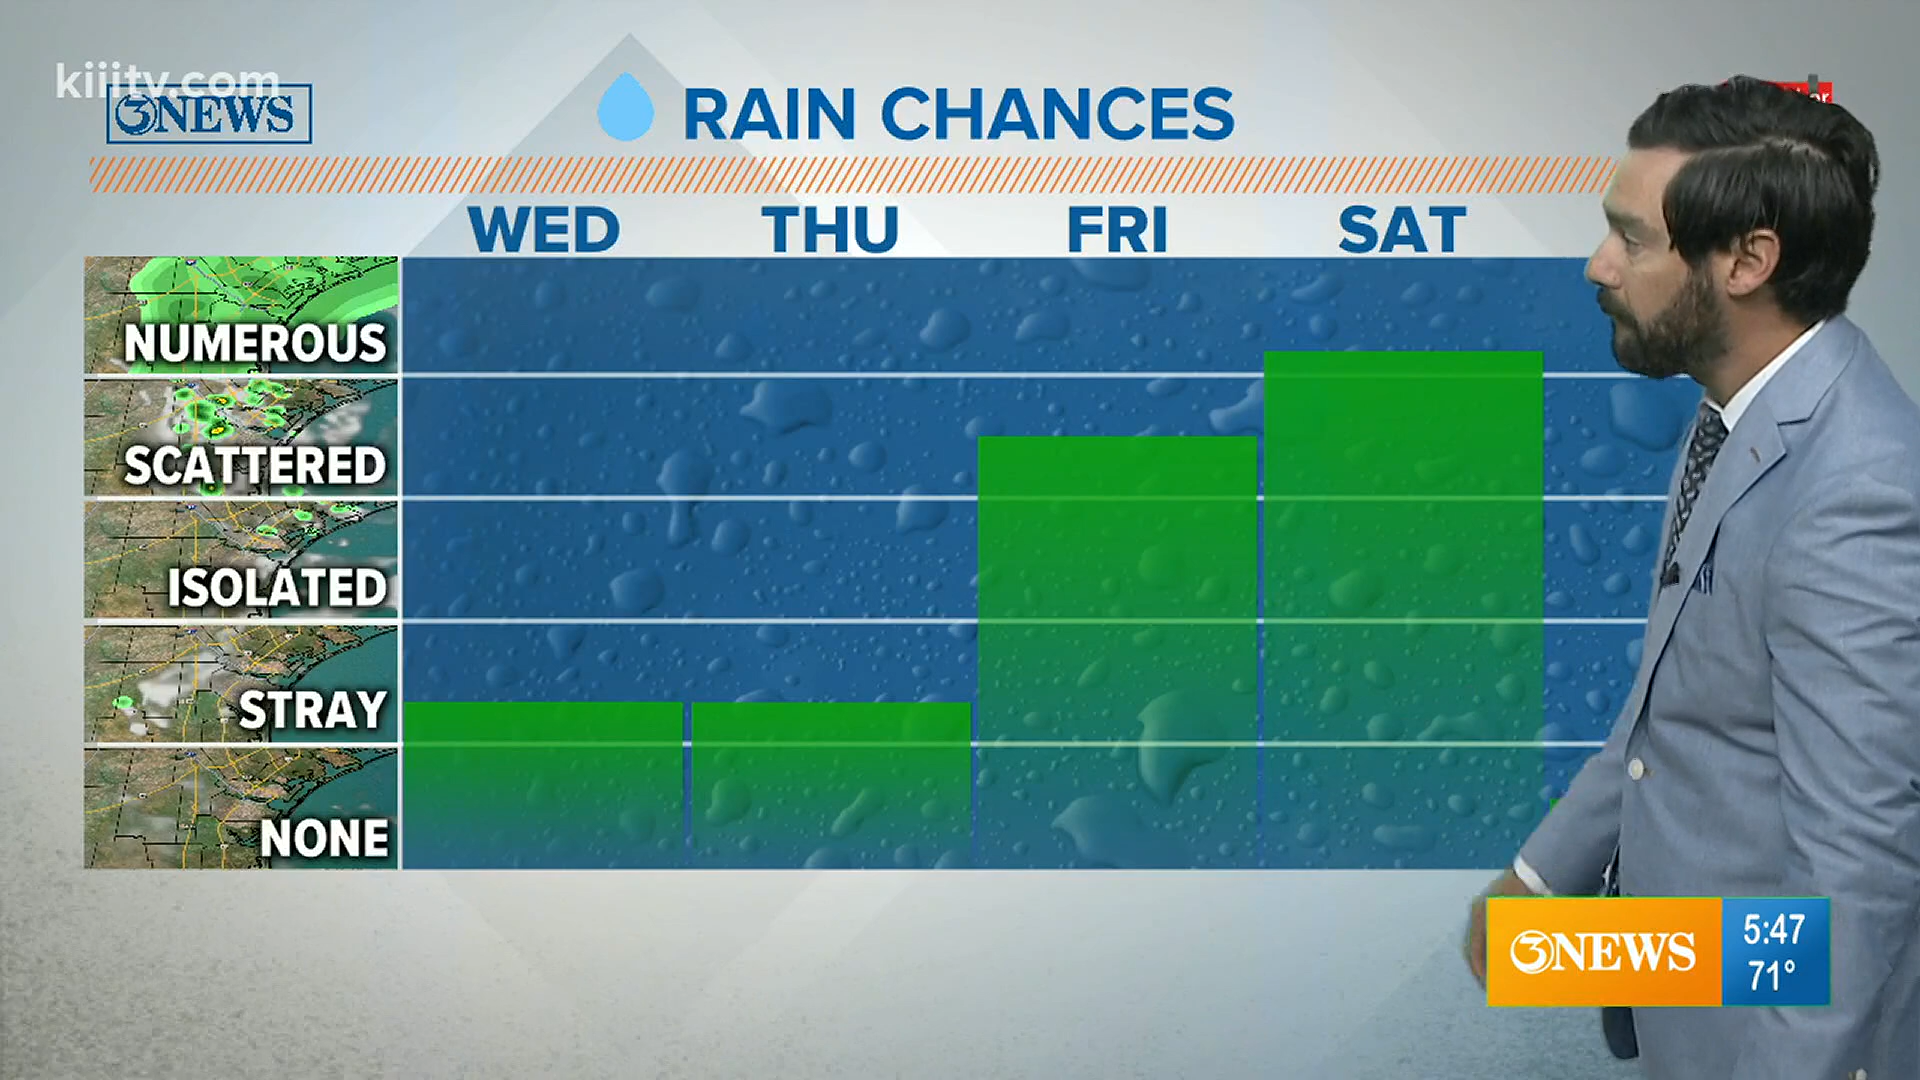 kiiitv.com
3NEWS
RAIN CHANCES
WED THU FRI SAT
NUMEROUS
SCATTERED
ISOLATED
STRAY
NONE
3NEWS
5:47
71°